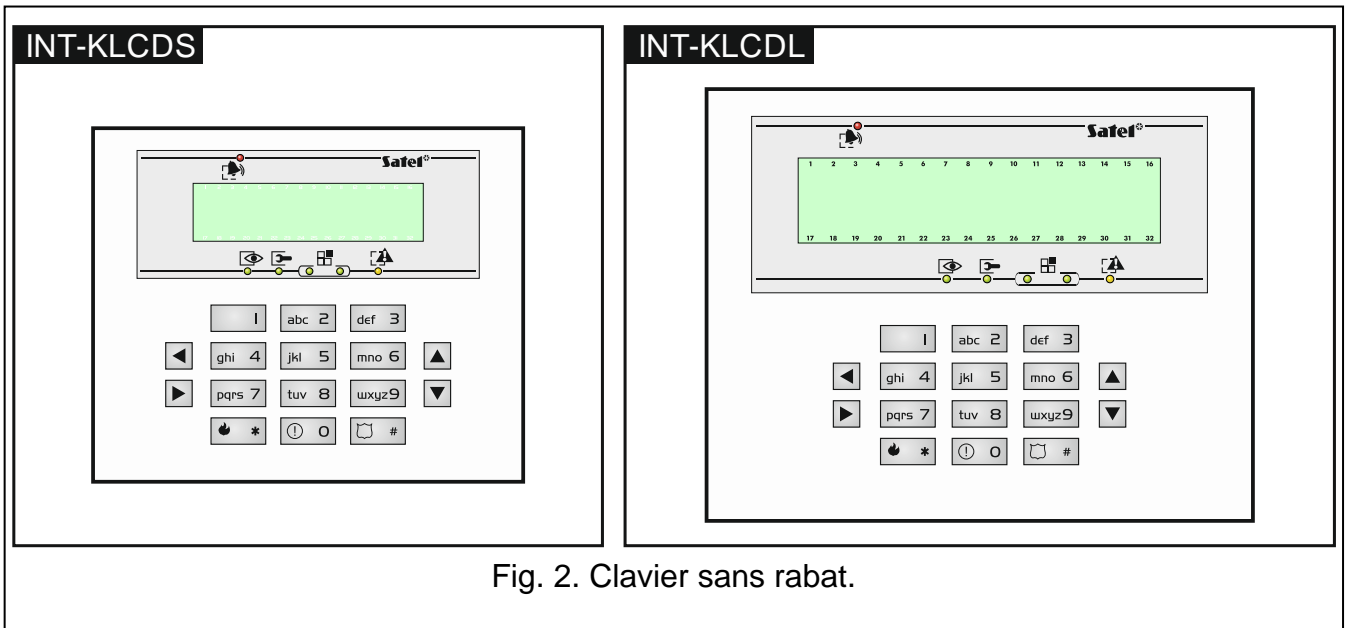 INT-KLCDS
Satel
1
abc 2
def 3
ghi 4
jkl 5
mno 6
pqrs 7
tuv 8
wxyz9
*
0
#
INT-KLCDL
Satel
1 2 3 4 5 6 7 8 9 10 11 12 13 14 15 16
17 18 19 20 21 22 23 24 25 26 27 28 29 30 31 32
1
abc 2
def 3
ghi 4
jkl 5
mno 6
pqrs 7
tuv 8
wxyz9
*
0
#
Fig. 2. Clavier sans rabat.